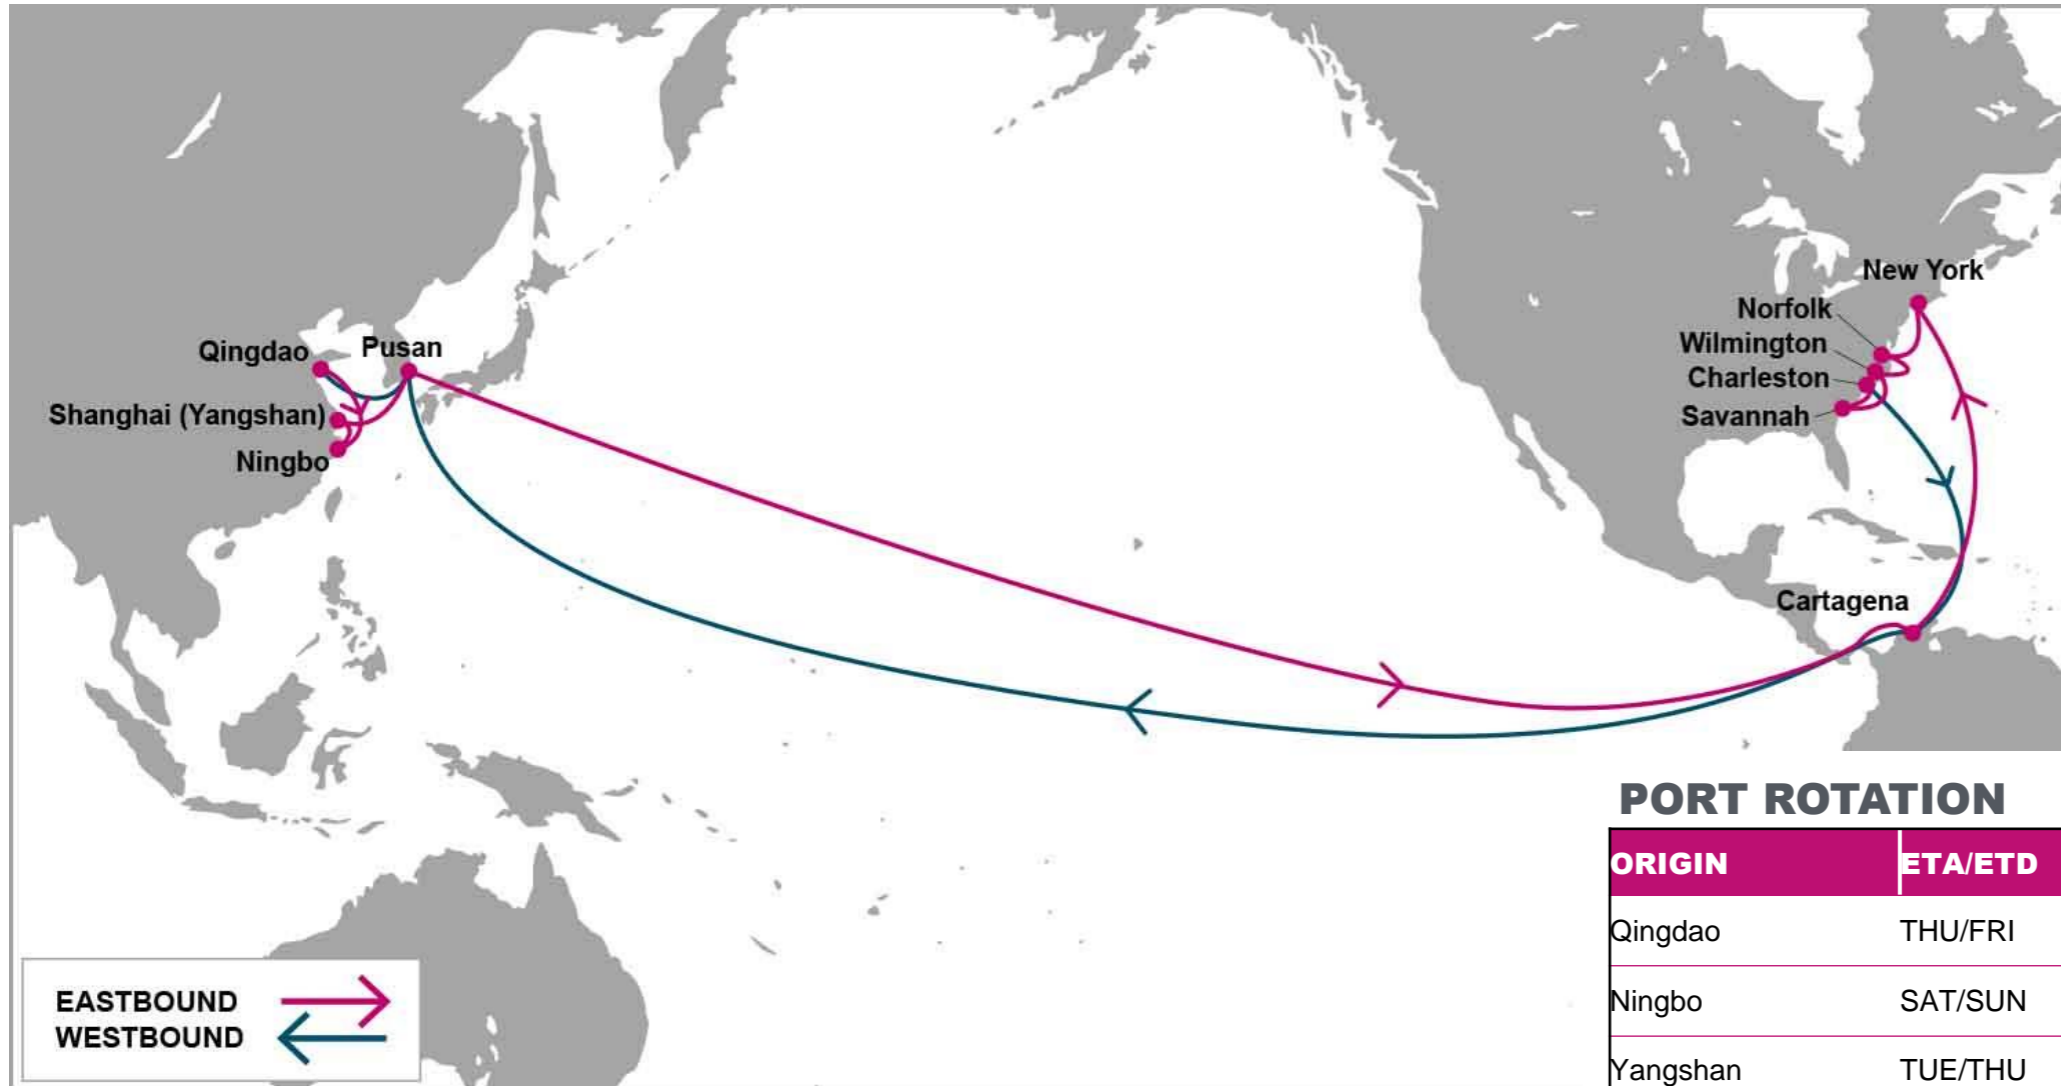 New York
Norfolk
Wilmington
Charleston
Savannah
Qingdao
Pusan
Shanghai (Yangshan)
Ningbo
Cartagena
PORT ROTATION
ORIGIN ETA/ETD
Qingdao THU/FRI
Ningbo SAT/SUN
Yangshan TUE/THU
EASTBOUND
WESTBOUND